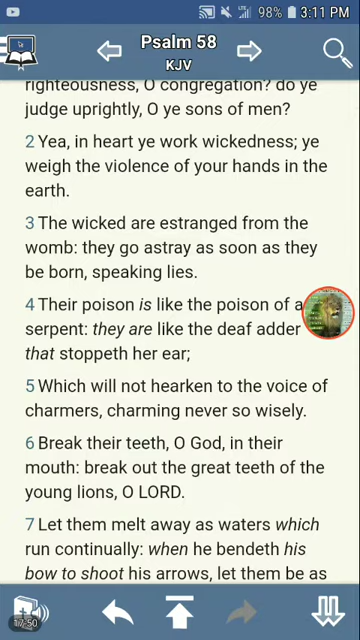 98% 3:11 PM
Psalm 58
KJV
righteousness, O congregation? do ye
judge uprightly, O ye sons of men?
2 Yea, in heart ye work wickedness; ye
weigh the violence of your hands in the
earth.
3 The wicked are estranged from the
womb: they go astray as soon as they
be born, speaking lies.
4 Their poison is like the poison of a
serpent: they are like the deaf adder
that stoppeth her ear;
5 Which will not hearken to the voice of
charmers, charming never so wisely.
6 Break their teeth, O God, in their
mouth: break out the great teeth of the
young lions, O LORD.
7 Let them melt away as waters which
run continually: when he bendeth his
bow to shoot his arrows, let them be as
17:50